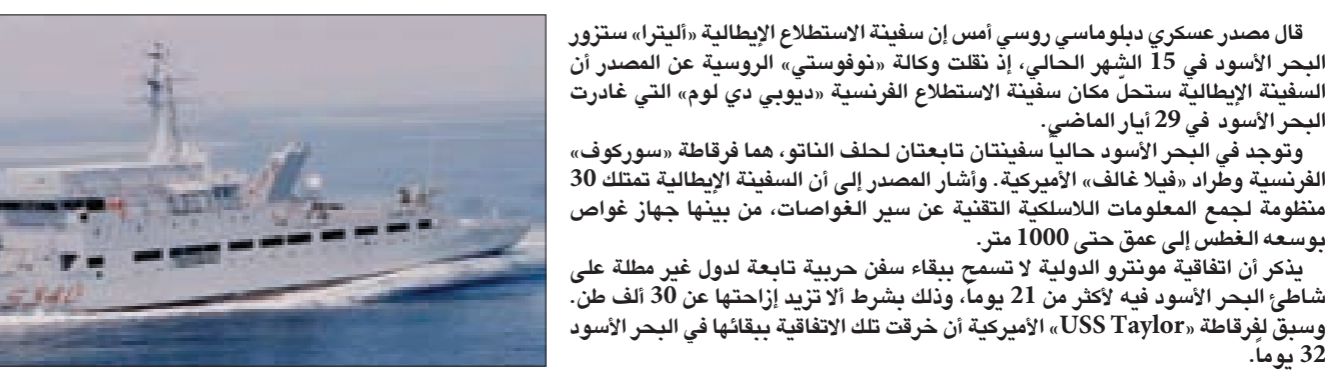 قال مصدر عسكري دبلوماسي روسي أمس إن سفينة الاستطلاع الإيطالية «أليترا» ستزور
البحر الأسود في 15 الشهر الحالي، إذ نقلت وكالة «نوفوستي» الروسية عن المصدر أن
السفينة الإيطالية ستحلّ مكان سفينة الاستطلاع الفرنسية «ديوبي دي لوم» التي غادرت
البحر الأسود في 29 أيار الماضي.
وتوجد في البحر الأسود حالياً سفينتان تابعتان لحلف الناتو، هما فرقاطة «سوركوف»
الفرنسية وطراد «فيلا غالف» الأميركية. وأشار المصدر إلى أن السفينة الإيطالية تمتلك 30
منظومة لجمع المعلومات اللاسلكية التقنية عن سير الغواصات، من بينها جهاز غواص
بوسعه الغطس إلى عمق حتى 1000 متر.
يذكر أن اتفاقية مونترو الدولية لا تسمح ببقاء سفن حربية تابعة لدول غير مطلة على
شاطئ البحر الأسود فيه لأكثر من 21 يوماً، وذلك بشرط ألا تزيد إزاحتها عن 30 ألف طن.
وسبق لفرقاطة «USS Taylor» الأميركية أن خرقت تلك الاتفاقية ببقائها في البحر الأسود
32 يوماً.
5340